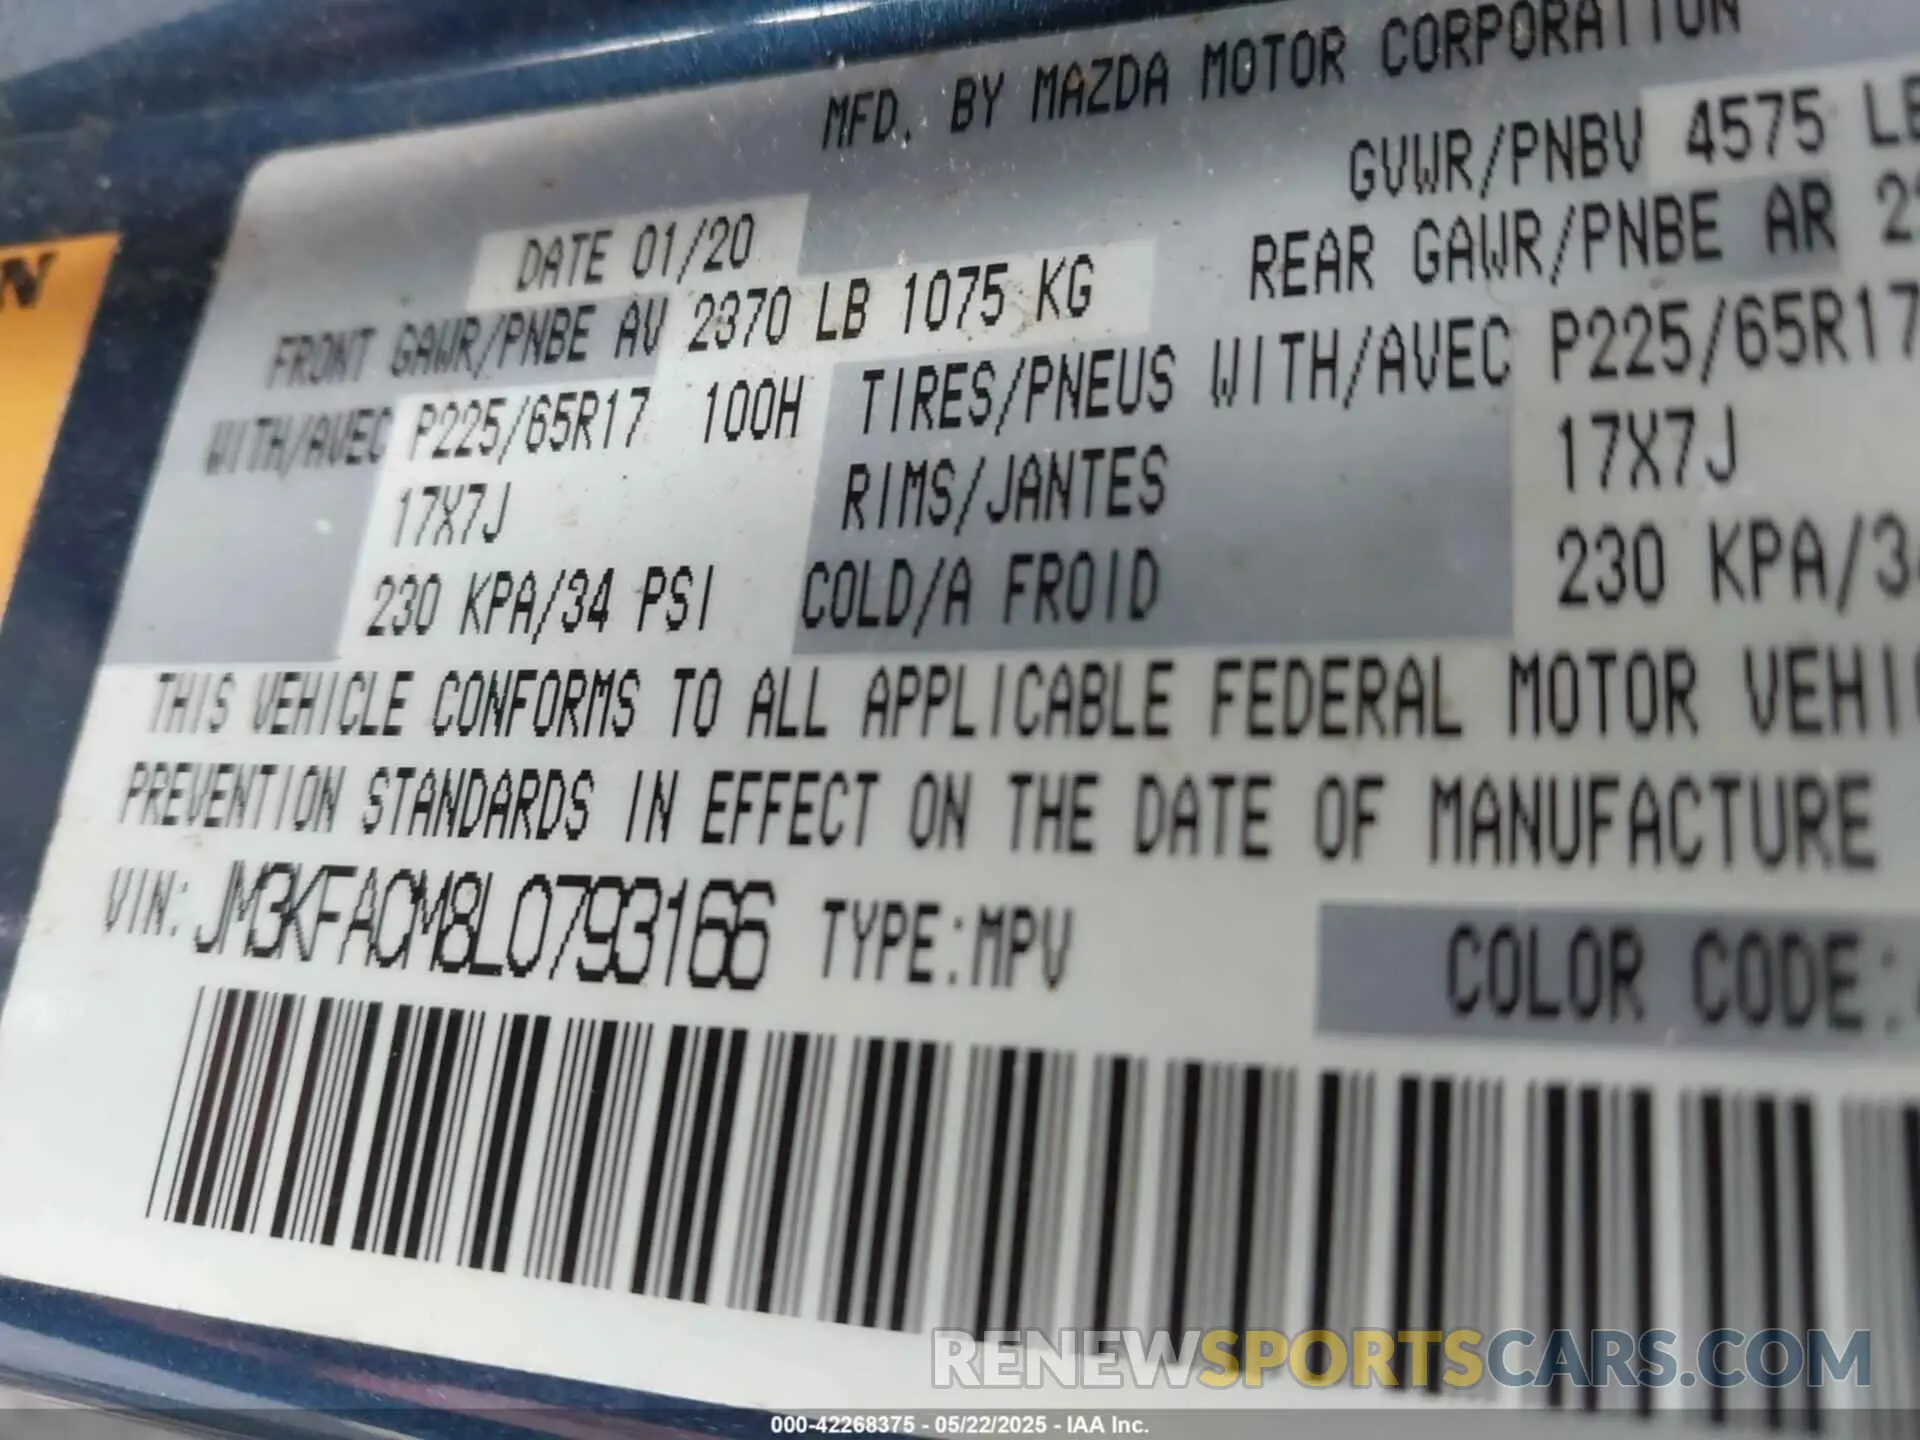 MFD. BY MAZDA MOTOR CORPORATION
DATE 01/20 GVWR/PNBV 4575 LB
FRONT GAWR/PNBE AV 2370 LB 1075 KG REAR GAWR/PNBE AR
WITH/AVEC P225/65R17 100H TIRES/PNEUS WITH/AVEC P225/65R17
17X7J RIMS/JANTES 17X7J
230 KPA/34 PSI COLD/A FROID 230 KPA/3
THIS VEHICLE CONFORMS TO ALL APPLICABLE FEDERAL MOTOR VEHI
PREVENTION STANDARDS IN EFFECT ON THE DATE OF MANUFACTURE
VIN: JM3KFACM8L0793166 TYPE:MPV COLOR CODE:
RENEWSPORTSCARS.COM
000-42268375 - 05/22/2025 - IAA Inc.